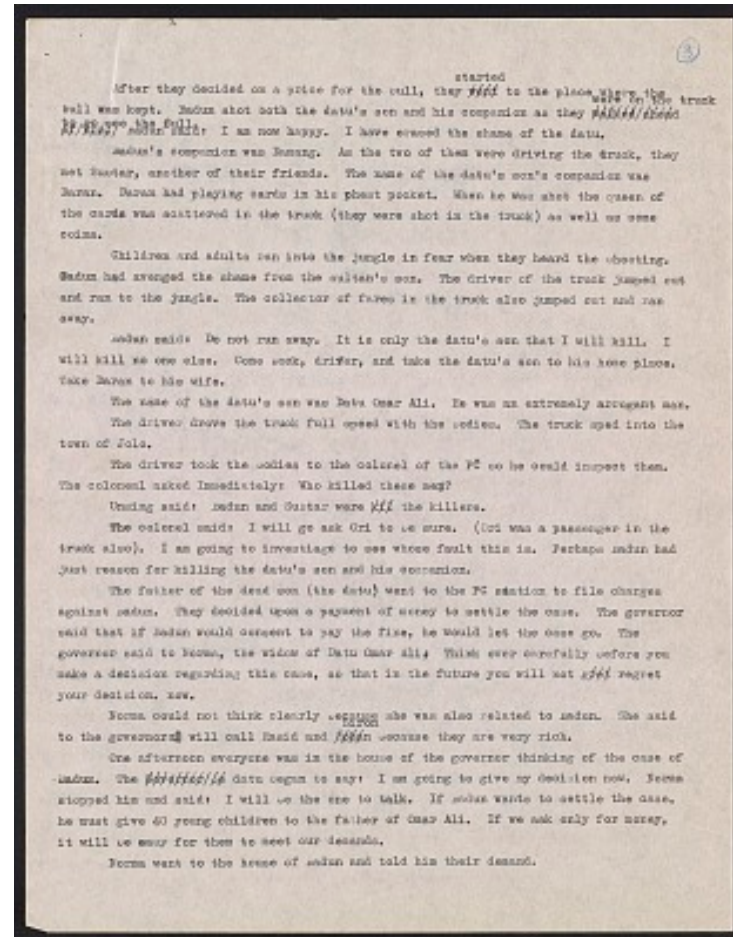 3
started
After they decided on a price for the bull, they to the place where the
were on the truck
bull was kept. Badun shot both the datu's son and his companion as they
to go see the bull.
Badun said: I am now happy. I have erased the shame of the datu.
Badun's companion was Busang. As the two of them were driving the truck, they
met Gustar, another of their friends. The name of the datu's son's companion was
Baran. Baran had playing cards in his phest pocket. When he was shot the queen of
the cards was scattered in the truck (they were shot in the truck) as well as some
coins.
Children and adults ran into the jungle in fear when they heard the shooting.
Badun had avenged the shame from the sultan's son. The driver of the truck jumped out
and ran to the jungle. The collector of fares in the truck also jumped out and ran
away.
Badun said: Do not run away. It is only the datu's son that I will kill. I
will kill no one else. Come back, driver, and take the datu's son to his home place.
Take Baran to his wife.
The name of the datu's son was Datu Omar Ali. He was an extremely arrogant man.
The driver drove the truck full speed with the bodies. The truck sped into the
town of Jolo.
The driver took the bodies to the colonel of the PC so he could inspect them.
The coloneal asked Immediately: Who killed these men?
said: Badun and Gustar were the killers.
The colonel said: I will go ask Ori to be sure. (Ori was a passenger in the
truck also). I am going to investiage to see whose fault this is. Perhaps Badun had
just reason for killing the datu's son and his companion.
The father of the dead son (the datu) went to the PC station to file charges
against Badun. They decided upon a payment of money to settle the case. The governor
said that if Badun would consent to pay the fine, he would let the case go. The
governor said to Norma, the widow of Datu Omar Ali: Think over carefully before you
make a decision regarding this case, so that in the future you will not regret
your decision, now.
Norma could not think clearly because she was also related to Badun. She said
to the governor: will call Rasid and because they are very rich.
One afternoon everyone was in the house of the governor thinking of the case of
Badun. The datu began to say: I am going to give my decision now. Norma
stopped him and said: I will be the one to talk. If Badun wants to settle the case,
he must give 40 young children to the father of Omar Ali. If we ask only for money,
it will be easy for them to meet our demands.
Norma went to the house of Badun and told him their demand.